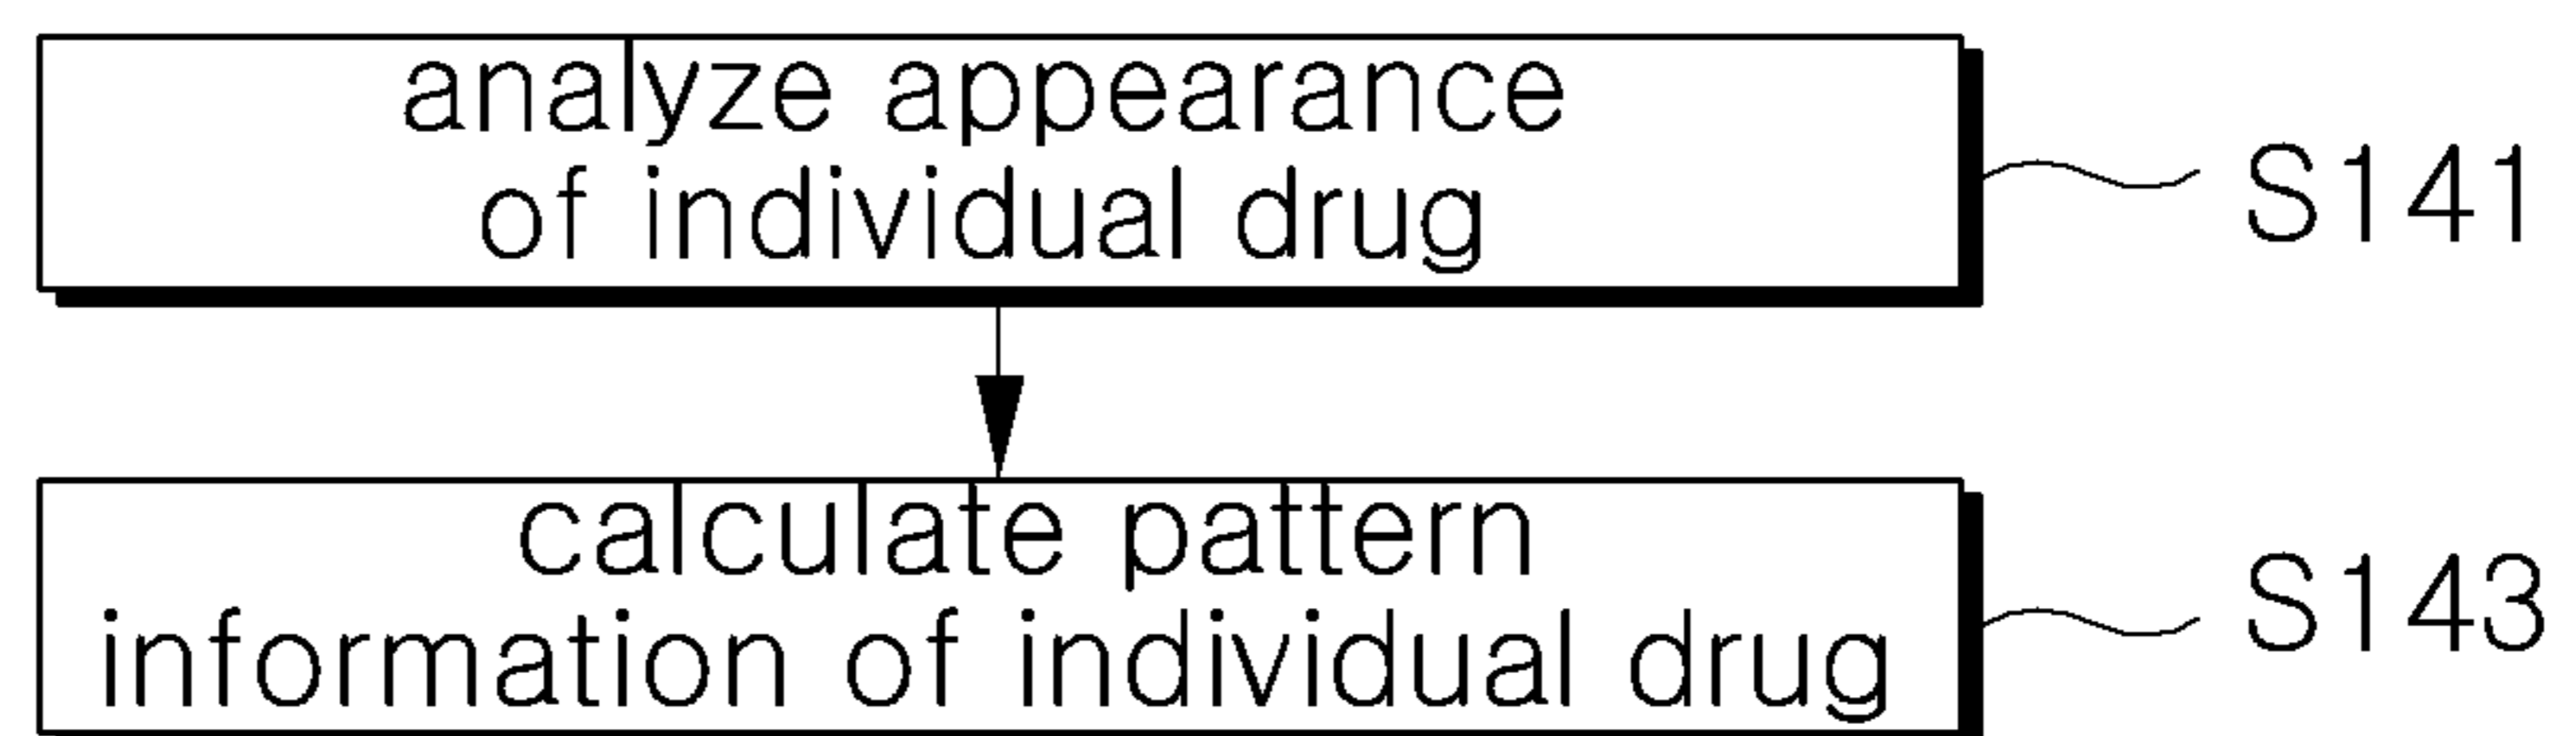 analyze appearance
of individual drug
S141
calculate pattern
information of individual drug
S143